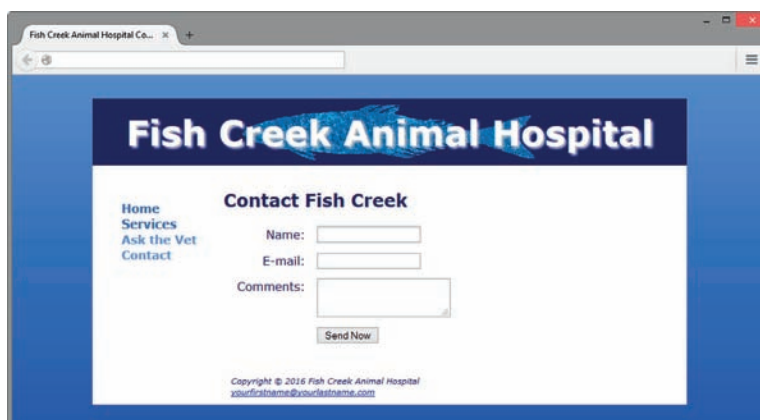 Fish Creek Animal Hospital Co...
Fish Creek Animal Hospital
Home
Services
Ask the Vet
Contact
Contact Fish Creek
Name:
E-mail:
Comments:
Send Now
Copyright © 2016 Fish Creek Animal Hospital
yourfirstname@yourlastname.com